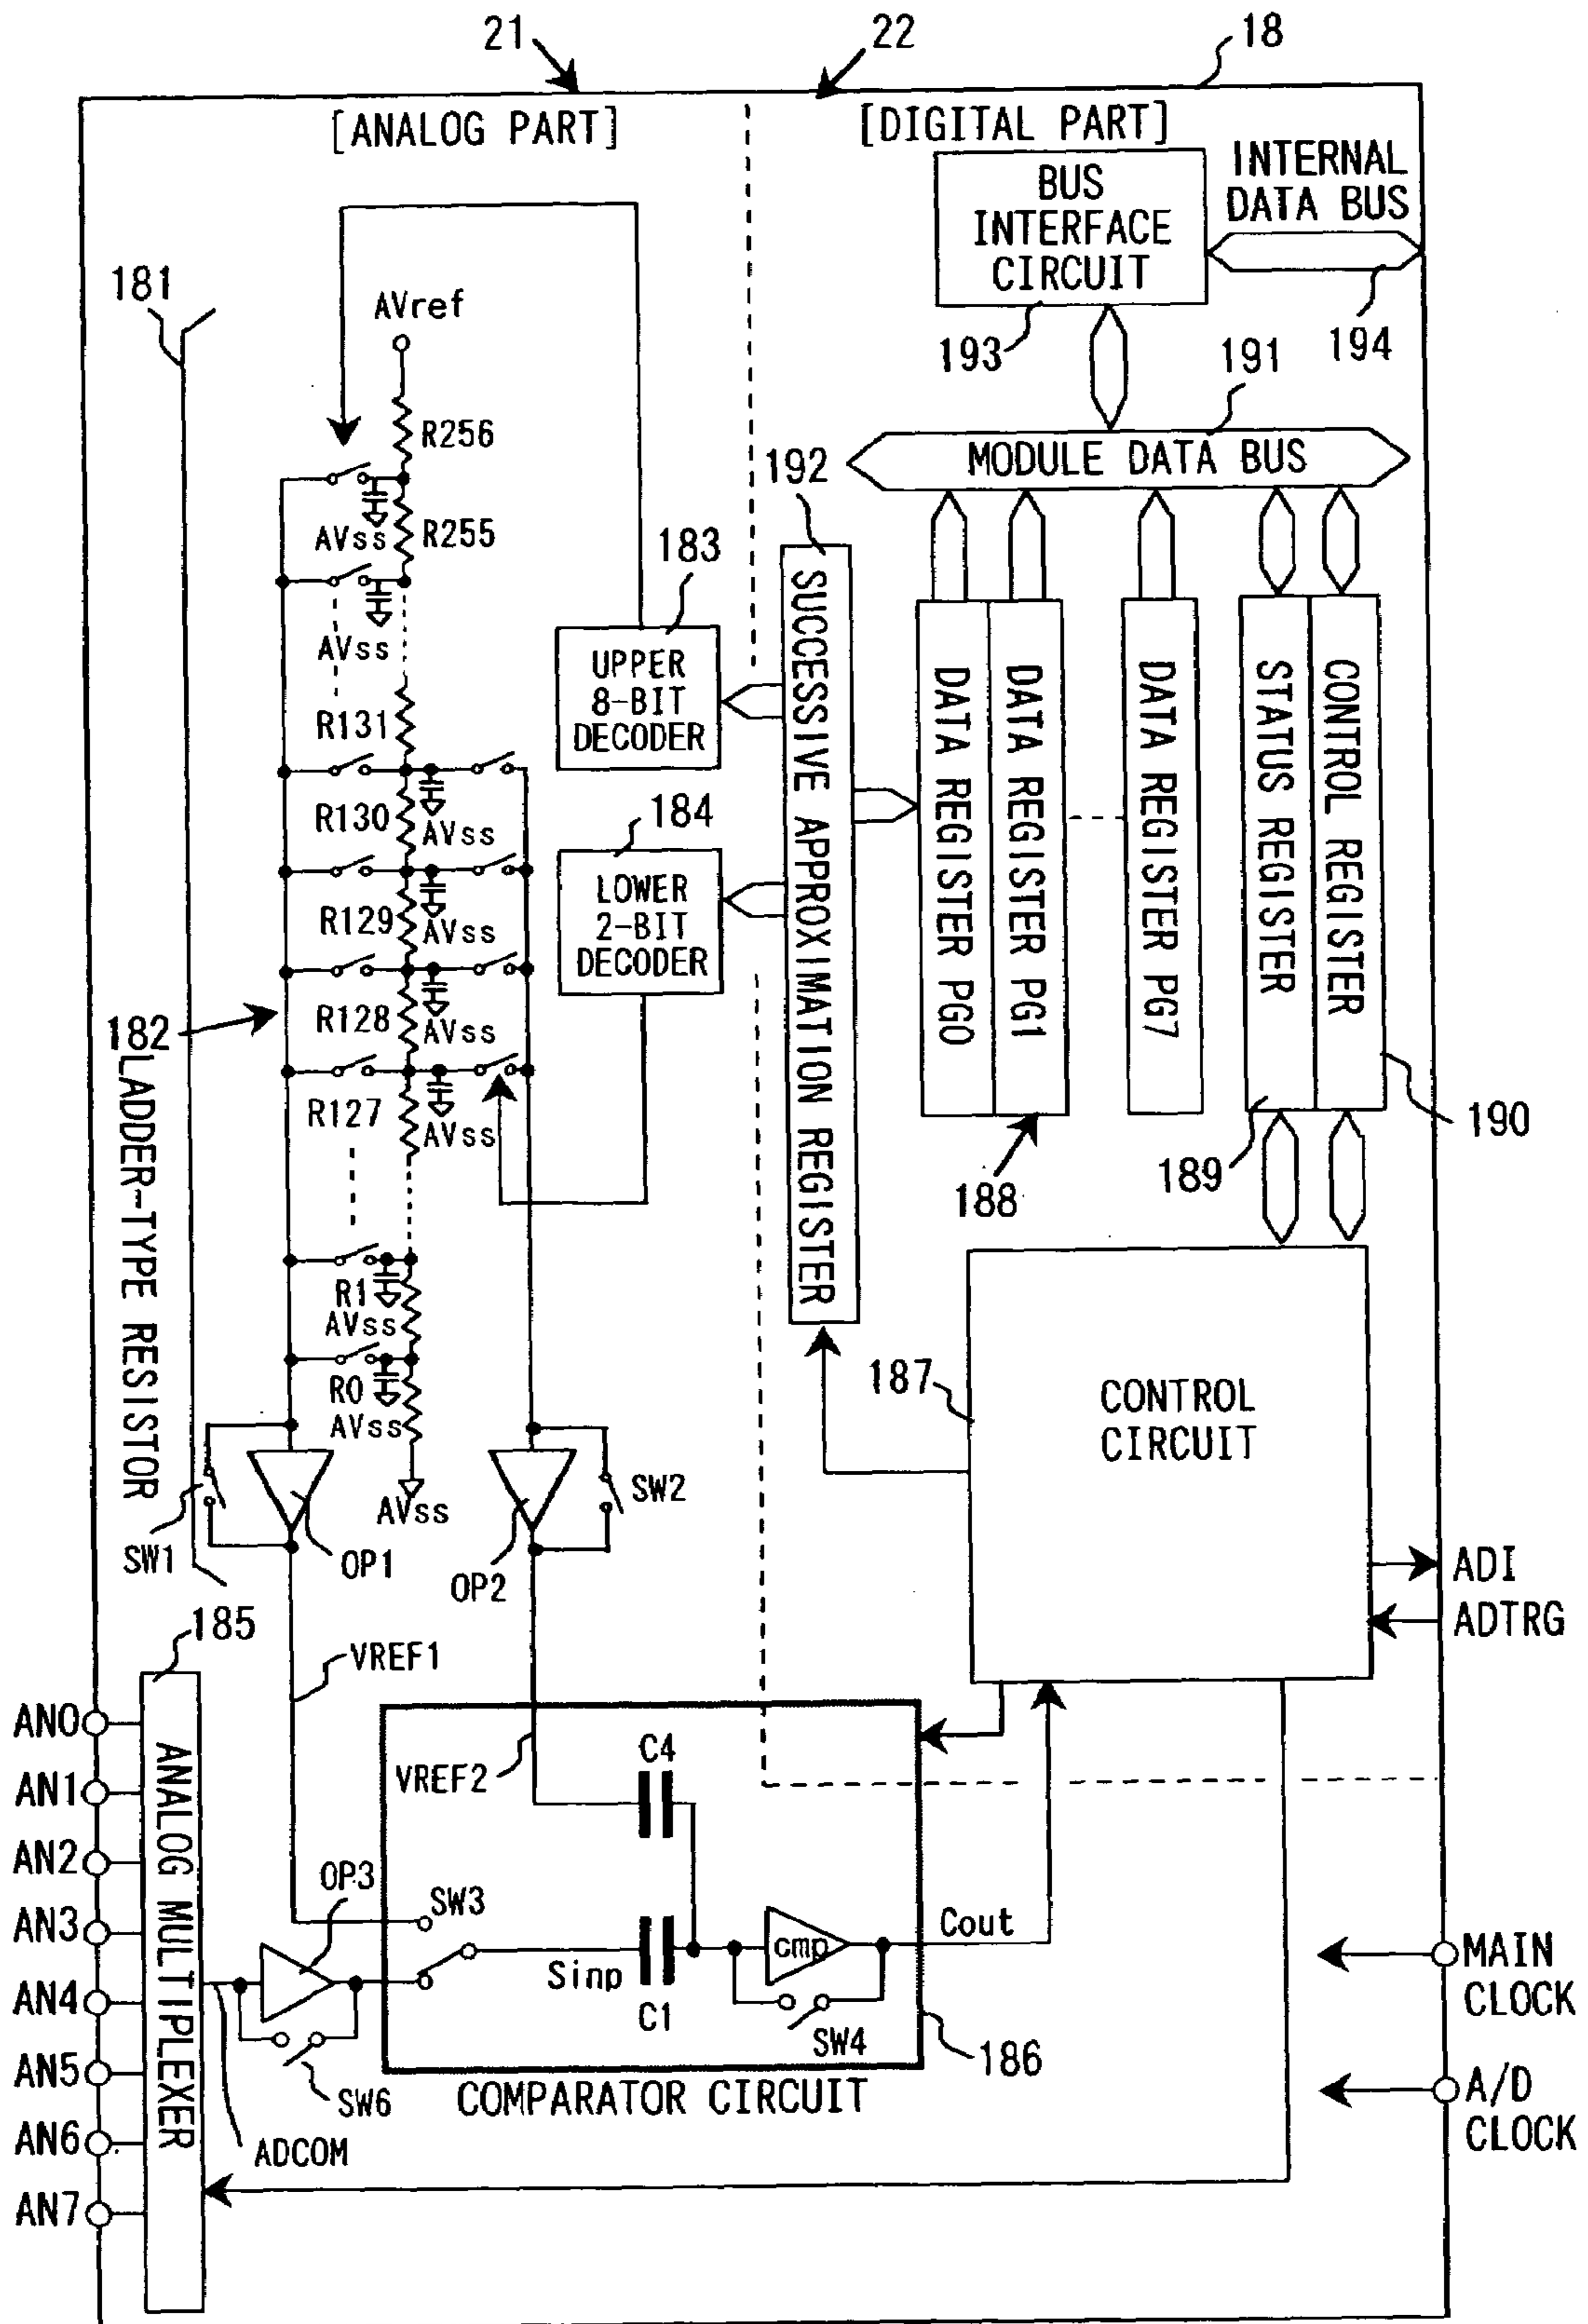 21
22
18
[ANALOG PART]
[DIGITAL PART]
BUS
INTERFACE
CIRCUIT
INTERNAL
DATA BUS
193
194
191
MODULE DATA BUS
181
AVref
R256
AVss
R255
AVss
R131
R130
AVss
R129
AVss
R128
AVss
R127
AVss
R1
AVss
R0
AVss
AVss
182
LADDER-TYPE RESISTOR
183
UPPER
8-BIT
DECODER
184
LOWER
2-BIT
DECODER
192
SUCCESSIVE APPROXIMATION REGISTER
DATA REGISTER PG0
DATA REGISTER PG1
DATA REGISTER PG7
STATUS REGISTER
CONTROL REGISTER
188
189
190
187
CONTROL
CIRCUIT
SW1
OP1
OP2
SW2
ADI
ADTRG
185
VREF1
VREF2
AN0
AN1
AN2
AN3
AN4
AN5
AN6
AN7
ANALOG MULTIPLEXER
OP3
SW6
ADCOM
C4
SW3
Sinp
C1
cmp
SW4
Cout
186
COMPARATOR CIRCUIT
MAIN
CLOCK
A/D
CLOCK